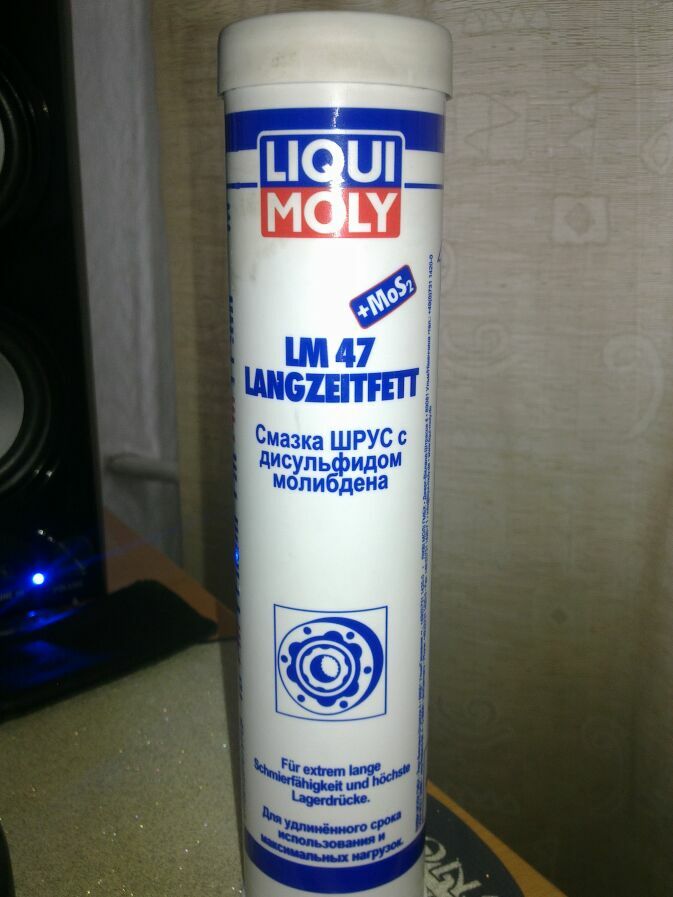 LIQUI
MOLY
+MoS₂
LM 47
LANGZEITFETT
Смазка ШРУС с
дисульфидом
молибдена
Für extrem lange
Schmierfähigkeit und höchste
Lagerdrücke.
Для удлинённого срока
использования и
максимальных нагрузок.